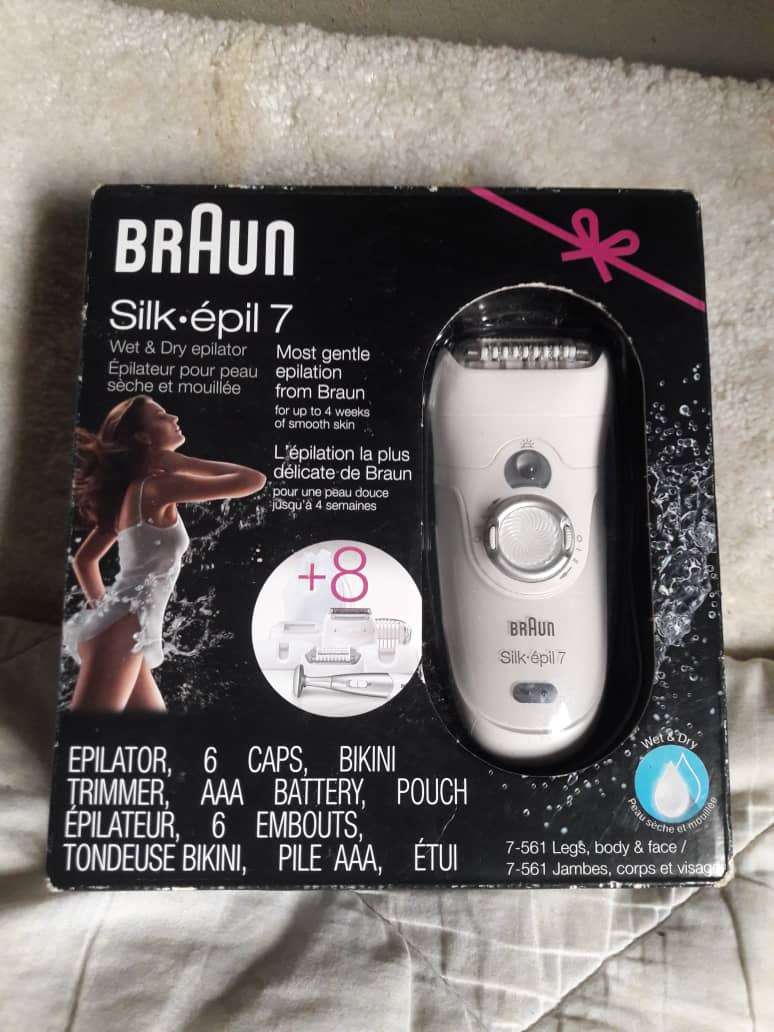 BRAUN
Silk•épil 7
Wet & Dry epilator
Épilateur pour peau
sèche et mouillée
Most gentle
epilation
from Braun
for up to 4 weeks
of smooth skin
L'épilation la plus
délicate de Braun
pour une peau douce
jusqu'à 4 semaines
+8
BRAUN
Silk•épil 7
EPILATOR, 6 CAPS, BIKINI
TRIMMER, AAA BATTERY, POUCH
ÉPILATEUR, 6 EMBOUTS,
TONDEUSE BIKINI, PILE AAA, ÉTUI
Wet & Dry
Peau sèche et mouillée
7-561 Legs, body & face /
7-561 Jambes, corps et visage